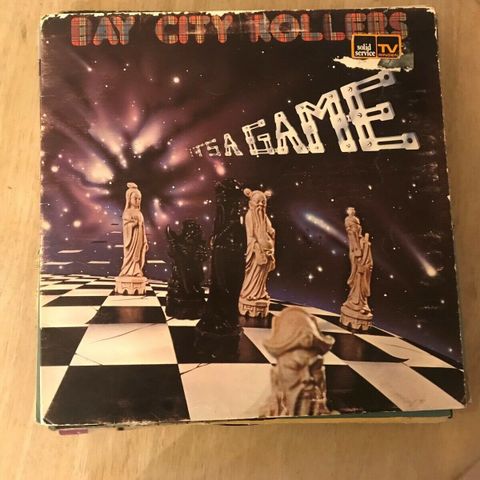 BAY CITY ROLLERS
solid
service
TV
IT'S A GAME